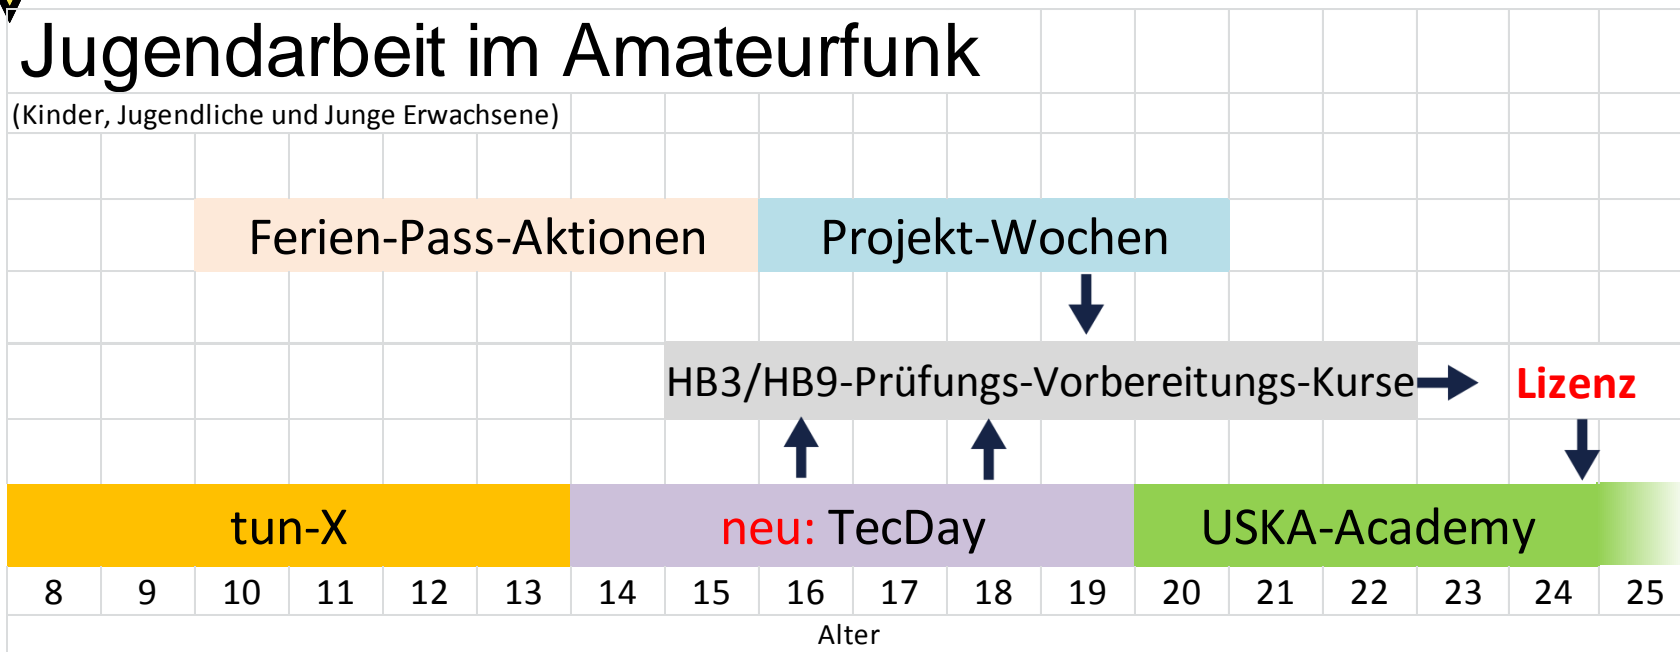 Jugendarbeit im Amateurfunk
(Kinder, Jugendliche und Junge Erwachsene)
Ferien-Pass-Aktionen
Projekt-Wochen
HB3/HB9-Prüfungs-Vorbereitungs-Kurse
Lizenz
tun-X
neu: TecDay
USKA-Academy
8 9 10 11 12 13 14 15 16 17 18 19 20 21 22 23 24 25
Alter